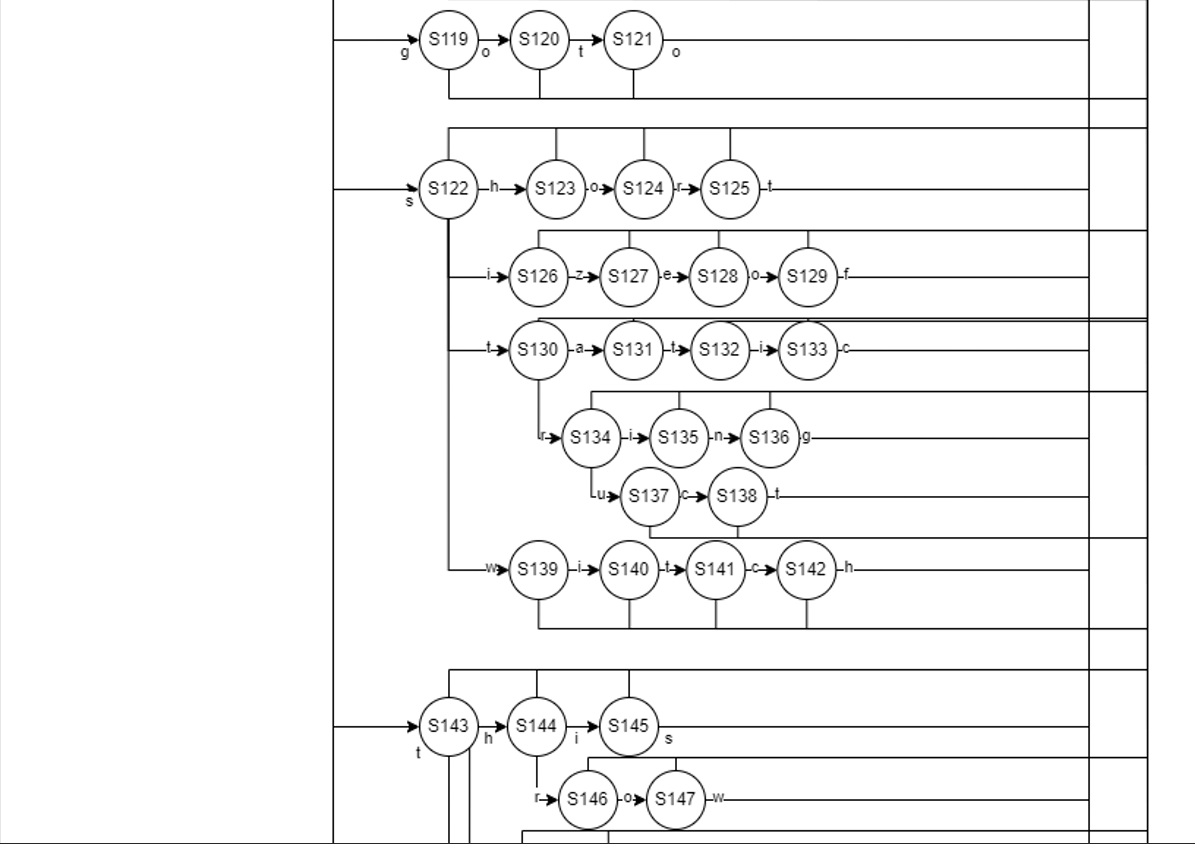 S119 S120 S121
g o t o
S122 h S123 o S124 r S125 t
s
i S126 z S127 e S128 o S129 f
t S130 a S131 t S132 i S133 c
r S134 i S135 n S136 g
u S137 c S138 t
w S139 i S140 t S141 c S142 h
S143 S144 S145
t h i s
r S146 o S147 w